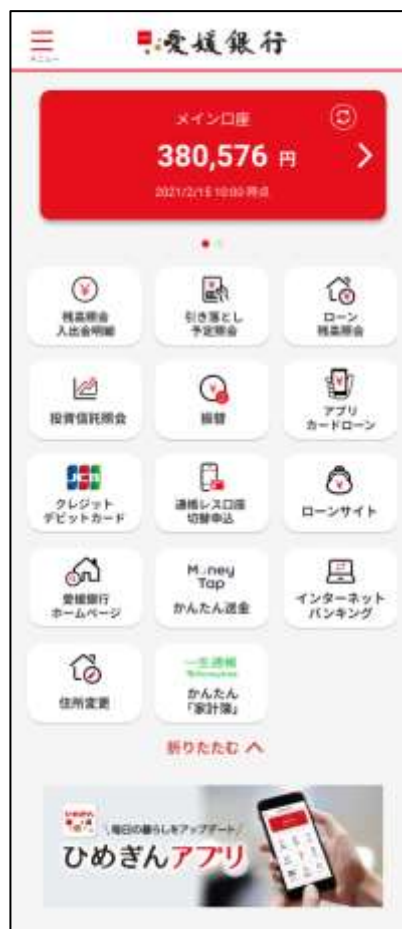 メニュー
愛媛銀行
メイン口座
380,576 円
2021/2/15 10:00 時点
残高照会
入出金明細
引き落とし
予定照会
ローン
残高照会
投資信託照会
振替
アプリ
カードローン
JCB
クレジット
デビットカード
通帳レス口座
切替申込
ローンサイト
愛媛銀行
ホームページ
Money
Tap
かんたん送金
インターネット
バンキング
住所変更
一生通帳
かんたん
「家計簿」
折りたたむ
毎日の暮らしをアップデート
ひめぎんアプリ